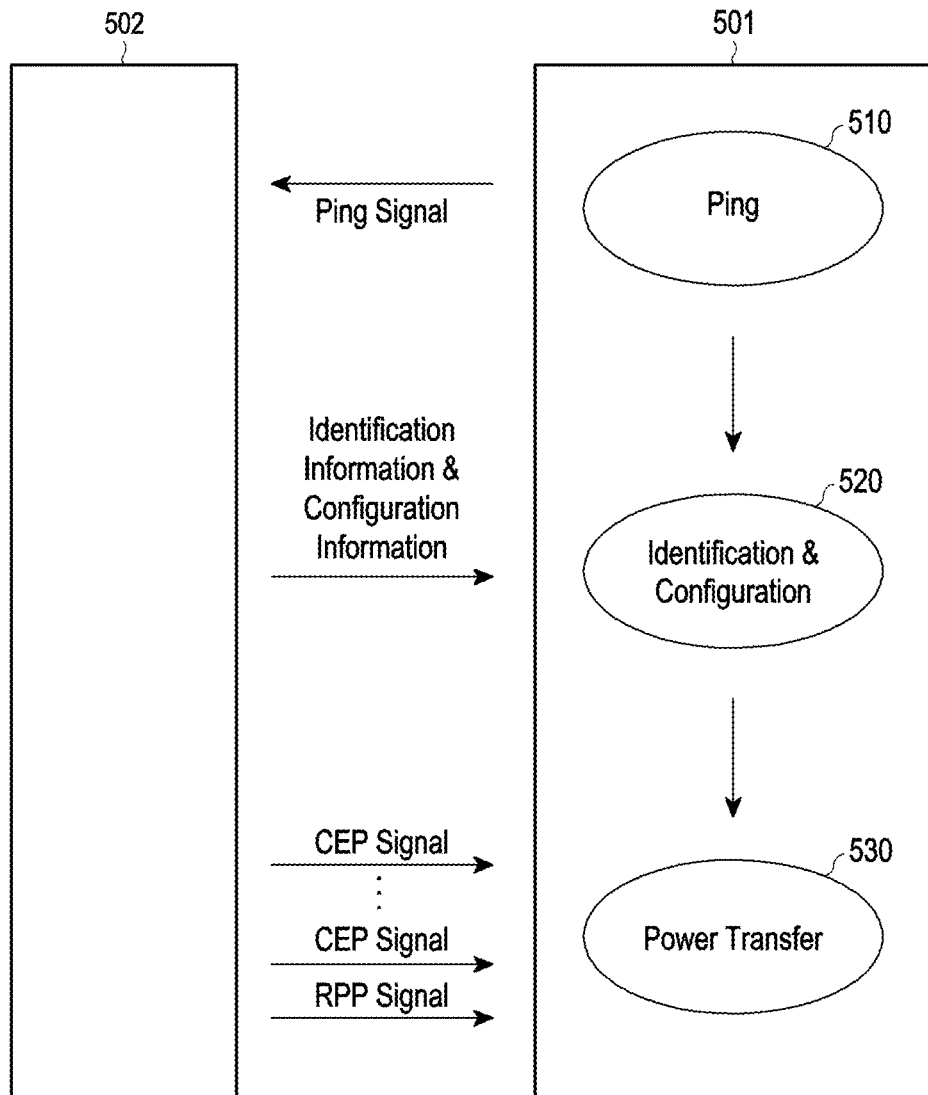 502
501
510
Ping
Ping Signal
Identification
Information &
Configuration
Information
520
Identification &
Configuration
CEP Signal
530
Power Transfer
CEP Signal
RPP Signal